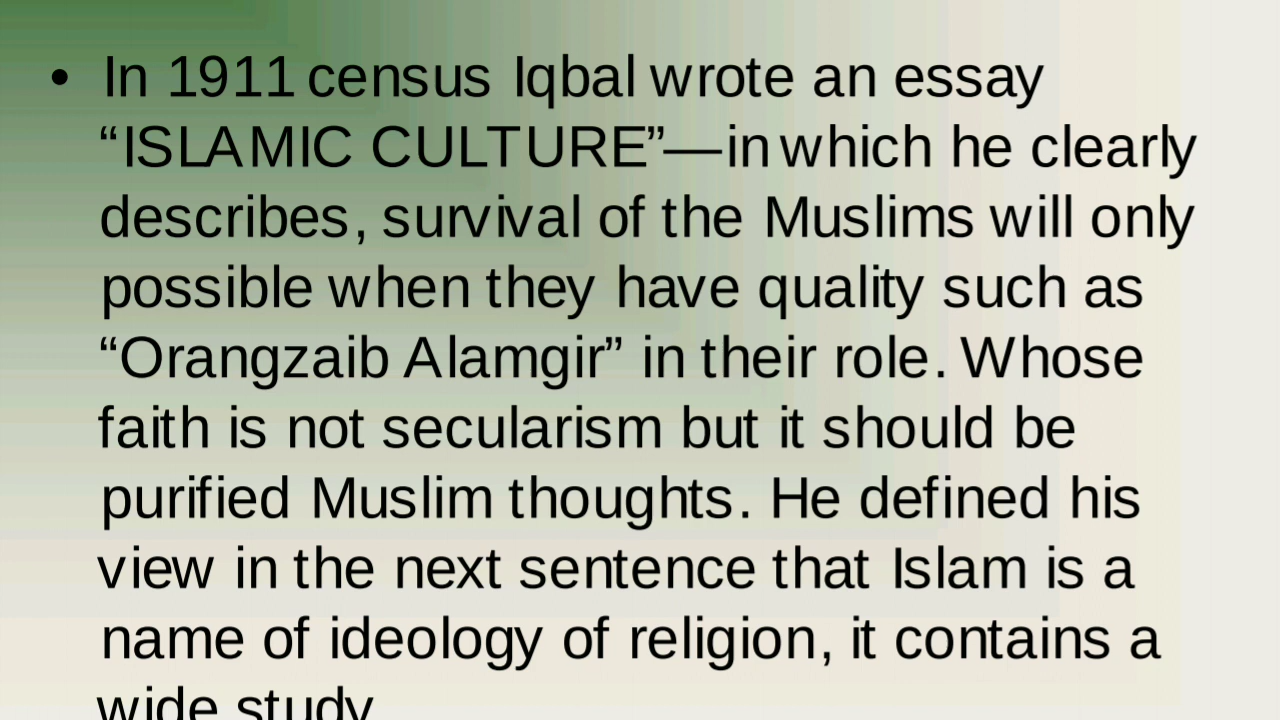 • In 1911 census Iqbal wrote an essay
“ISLAMIC CULTURE”—in which he clearly
describes, survival of the Muslims will only
possible when they have quality such as
“Orangzaib Alamgir” in their role. Whose
faith is not secularism but it should be
purified Muslim thoughts. He defined his
view in the next sentence that Islam is a
name of ideology of religion, it contains a
wide study